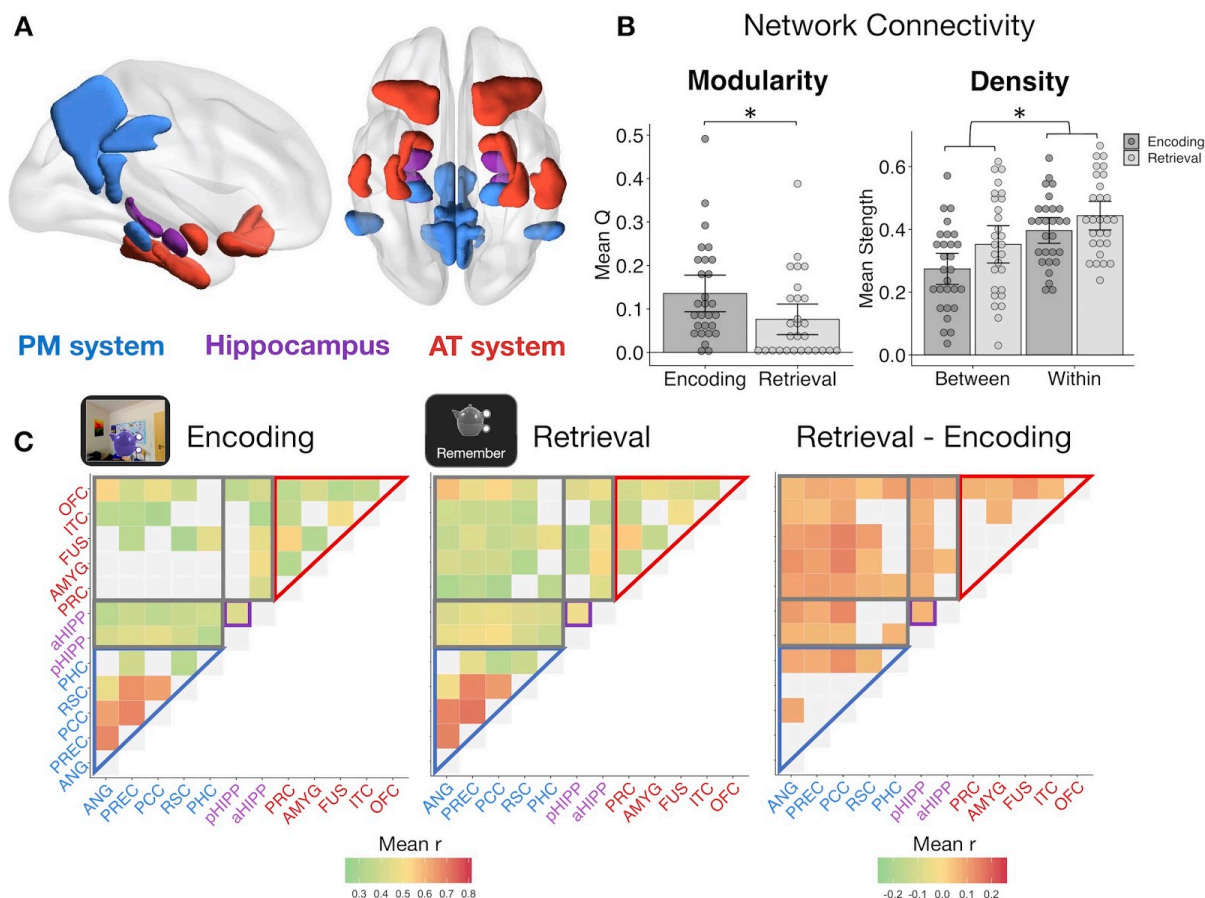 A
PM system Hippocampus AT system
B Network Connectivity
Modularity
*
Mean Q
0.5
0.4
0.3
0.2
0.1
0.0
Encoding Retrieval
Density
*
Encoding
Retrieval
Mean Stength
0.6
0.4
0.2
0.0
Between Within
C
Encoding
OFC
ITC
FUS
AMYG
PRC
aHIPP
pHIPP
PHC
RSC
PCC
PREC
ANG
ANG PREC PCC RSC PHC pHIPP aHIPP PRC AMYG FUS ITC OFC
Remember
Retrieval
ANG PREC PCC RSC PHC pHIPP aHIPP PRC AMYG FUS ITC OFC
Retrieval - Encoding
ANG PREC PCC RSC PHC pHIPP aHIPP PRC AMYG FUS ITC OFC
Mean r
0.3 0.4 0.5 0.6 0.7 0.8
Mean r
-0.2 -0.1 0.0 0.1 0.2